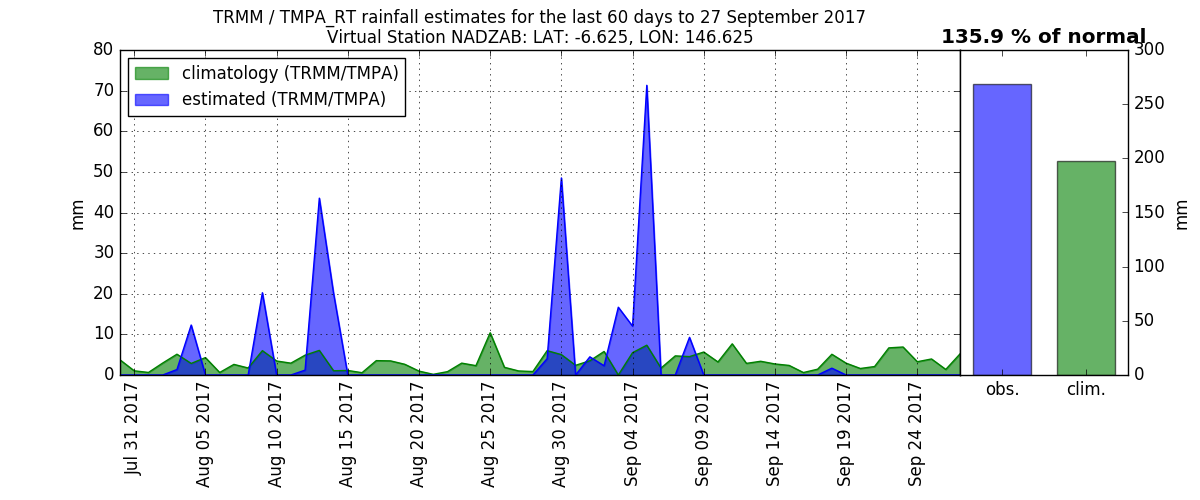 TRMM / TMPA_RT rainfall estimates for the last 60 days to 27 September 2017
Virtual Station NADZAB: LAT: -6.625, LON: 146.625
135.9 % of normal
climatology (TRMM/TMPA)
estimated (TRMM/TMPA)
mm
80
70
60
50
40
30
20
10
0
Jul 31 2017
Aug 05 2017
Aug 10 2017
Aug 15 2017
Aug 20 2017
Aug 25 2017
Aug 30 2017
Sep 04 2017
Sep 09 2017
Sep 14 2017
Sep 19 2017
Sep 24 2017
300
250
200
150
100
50
0
mm
obs.
clim.